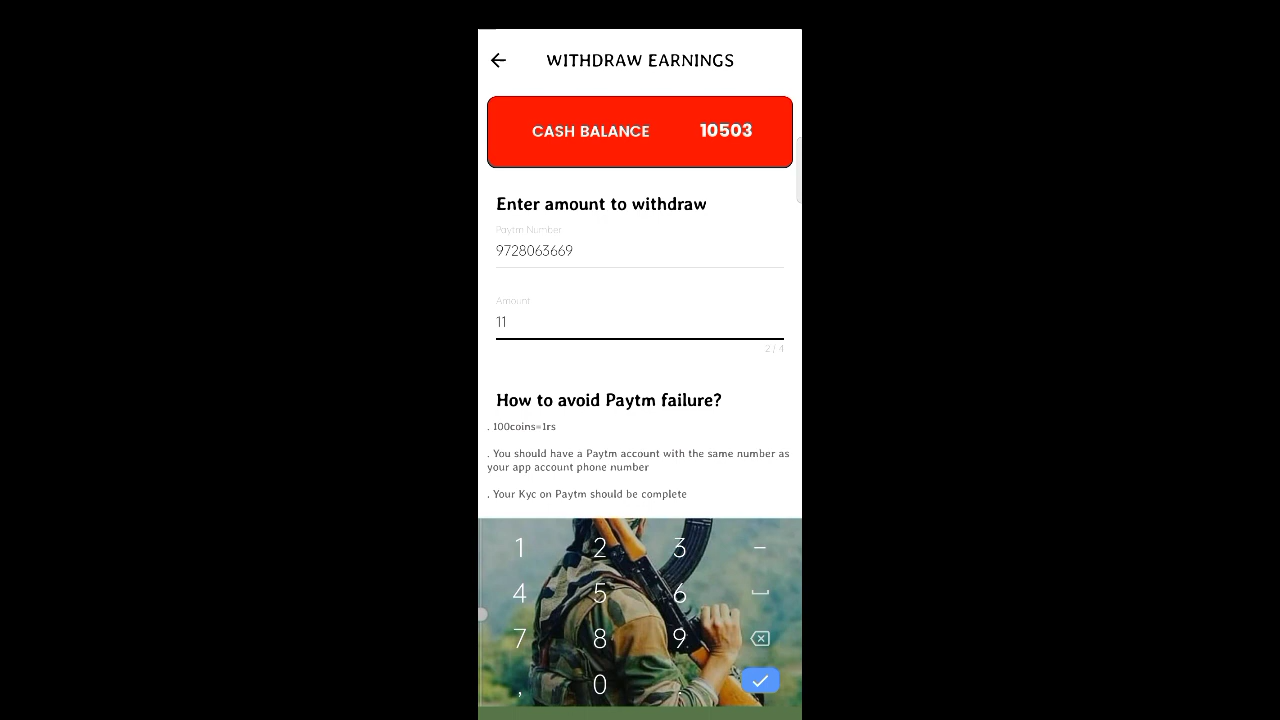 WITHDRAW EARNINGS
CASH BALANCE 10503
Enter amount to withdraw
Paytm Number
9728063669
Amount
11
2 / 4
How to avoid Paytm failure?
. 100coins=1rs
. You should have a Paytm account with the same number as
your app account phone number
. Your Kyc on Paytm should be complete
1 2 3 -
4 5 6
7 8 9
, 0 .